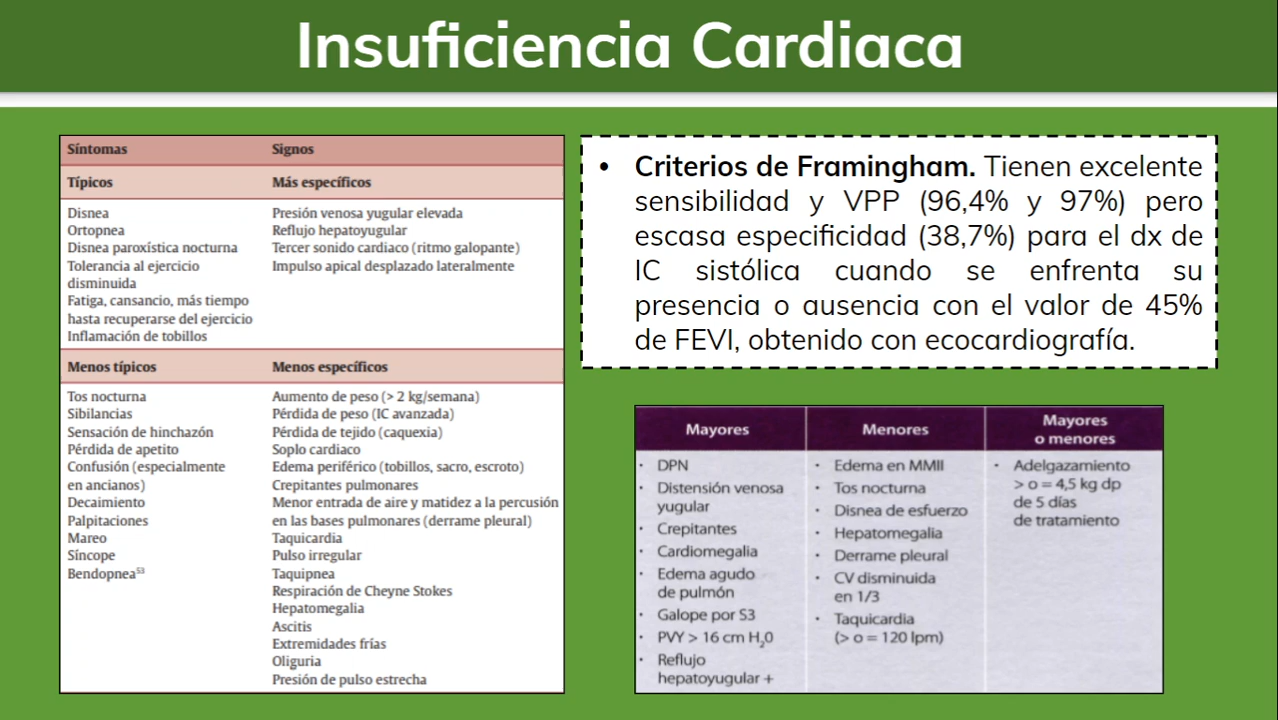 Insuficiencia Cardiaca
Síntomas
Signos
Típicos
Más específicos
Disnea
Ortopnea
Disnea paroxística nocturna
Tolerancia al ejercicio
disminuida
Fatiga, cansancio, más tiempo
hasta recuperarse del ejercicio
Inflamación de tobillos
Presión venosa yugular elevada
Reflujo hepatoyugular
Tercer sonido cardiaco (ritmo galopante)
Impulso apical desplazado lateralmente
Menos típicos
Menos específicos
Tos nocturna
Sibilancias
Sensación de hinchazón
Pérdida de apetito
Confusión (especialmente
en ancianos)
Decaimiento
Palpitaciones
Mareo
Síncope
Bendopnea53
Aumento de peso (> 2 kg/semana)
Pérdida de peso (IC avanzada)
Pérdida de tejido (caquexia)
Soplo cardiaco
Edema periférico (tobillos, sacro, escroto)
Crepitantes pulmonares
Menor entrada de aire y matidez a la percusión
en las bases pulmonares (derrame pleural)
Taquicardia
Pulso irregular
Taquipnea
Respiración de Cheyne Stokes
Hepatomegalia
Ascitis
Extremidades frías
Oliguria
Presión de pulso estrecha
• Criterios de Framingham. Tienen excelente
sensibilidad y VPP (96,4% y 97%) pero
escasa especificidad (38,7%) para el dx de
IC sistólica cuando se enfrenta su
presencia o ausencia con el valor de 45%
de FEVI, obtenido con ecocardiografía.
Mayores
Menores
Mayores
o menores
· DPN
· Distensión venosa
yugular
· Crepitantes
· Cardiomegalia
· Edema agudo
de pulmón
· Galope por S3
· PVY > 16 cm H2O
· Reflujo
hepatoyugular +
· Edema en MMII
· Tos nocturna
· Disnea de esfuerzo
· Hepatomegalia
· Derrame pleural
· CV disminuida
en 1/3
· Taquicardia
(> o = 120 lpm)
· Adelgazamiento
> o = 4,5 kg dp
de 5 días
de tratamiento